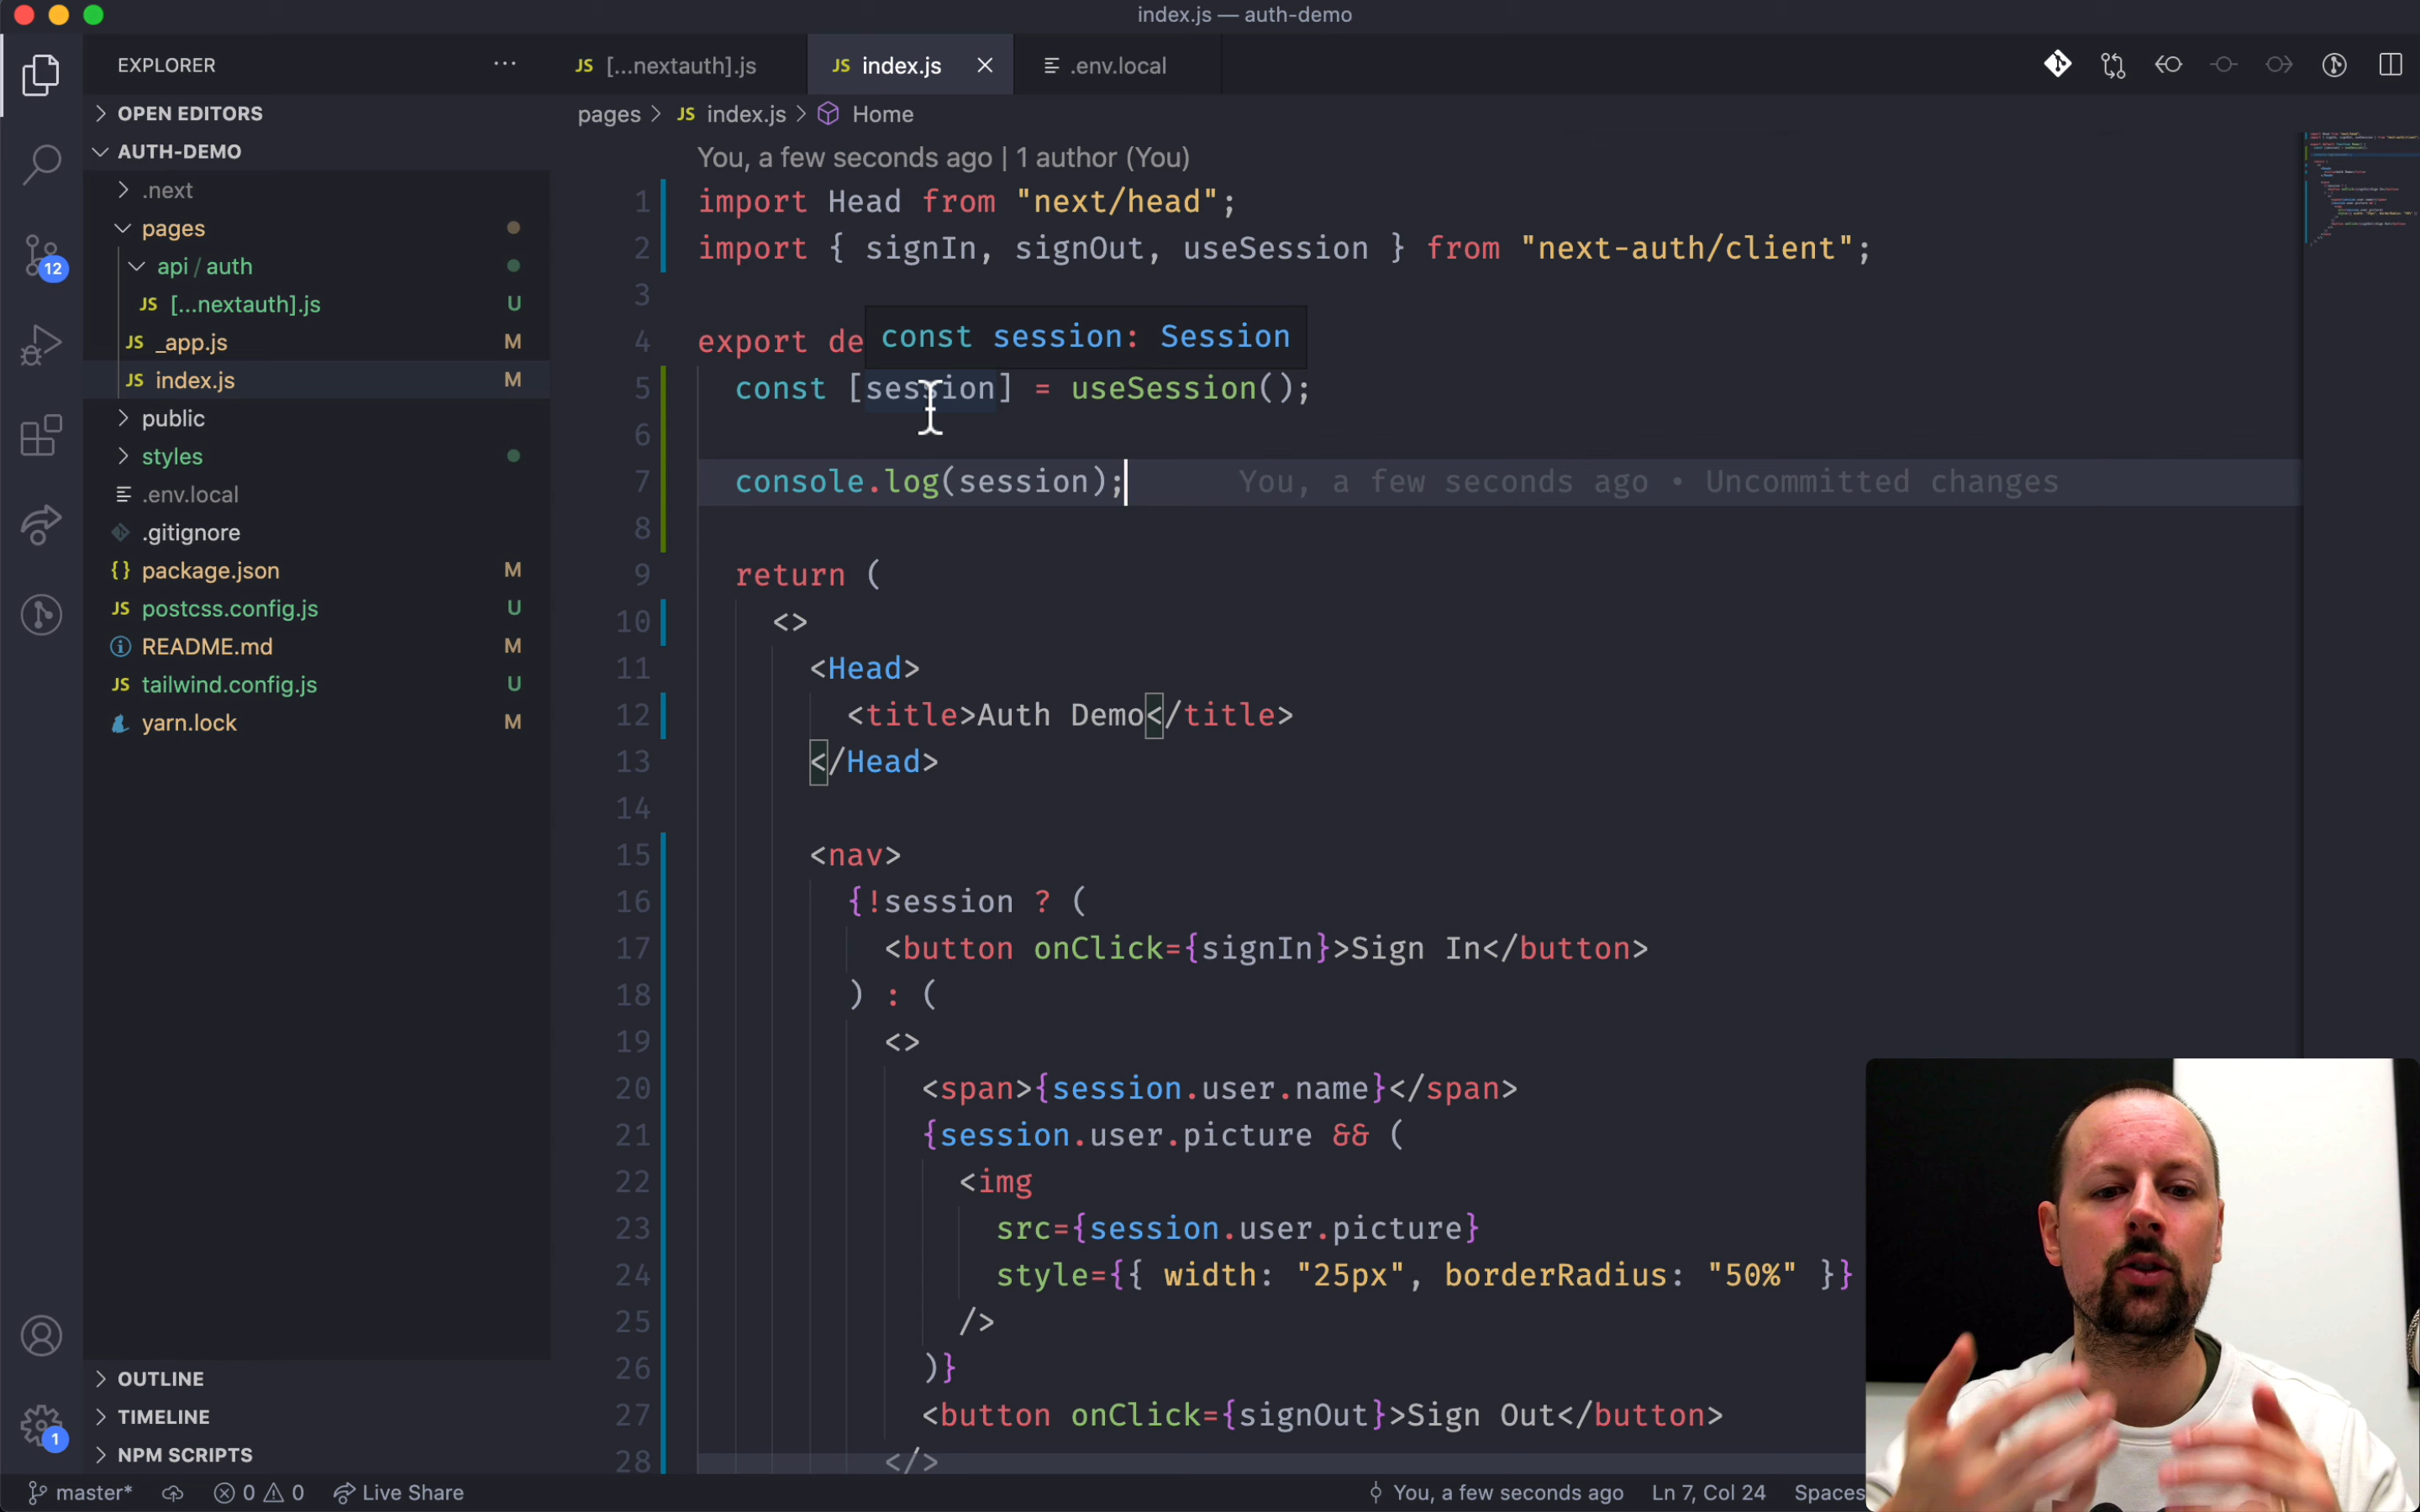 index.js — auth-demo
EXPLORER
OPEN EDITORS
AUTH-DEMO
.next
pages
api / auth
JS [...nextauth].js U
JS _app.js M
JS index.js M
public
styles
.env.local
.gitignore
{} package.json M
JS postcss.config.js U
README.md M
JS tailwind.config.js U
yarn.lock M
OUTLINE
TIMELINE
NPM SCRIPTS
12
1
JS [...nextauth].js
JS index.js
.env.local
pages > JS index.js > Home
You, a few seconds ago | 1 author (You)
1 import Head from "next/head";
2 import { signIn, signOut, useSession } from "next-auth/client";
3
const session: Session
4 export de
5 const [session] = useSession();
6
7 console.log(session); You, a few seconds ago • Uncommitted changes
8
9 return (
10 <>
11 <Head>
12 <title>Auth Demo</title>
13 </Head>
14
15 <nav>
16 {!session ? (
17 <button onClick={signIn}>Sign In</button>
18 ) : (
19 <>
20 <span>{session.user.name}</span>
21 {session.user.picture && (
22 <img
23 src={session.user.picture}
24 style={{ width: "25px", borderRadius: "50%" }}
25 />
26 )}
27 <button onClick={signOut}>Sign Out</button>
28 </>
master* 0 0 Live Share You, a few seconds ago Ln 7, Col 24 Spaces